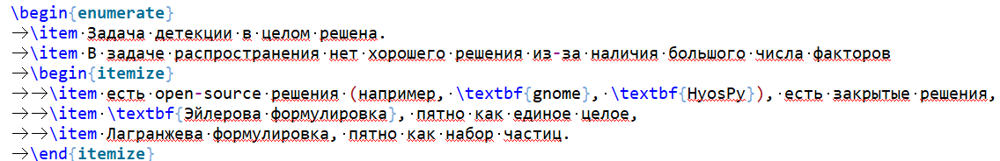 \begin{enumerate}
→\item·Задача·детекции·в·целом·решена.
→\item·В·задаче·распространения·нет·хорошего·решения·из-за·наличия·большого·числа·факторов
→\begin{itemize}
→→\item·есть·open-source·решения·(например,·\textbf{gnome},·\textbf{HyosPy}),·есть·закрытые·решения,
→→\item·\textbf{Эйлерова·формулировка},·пятно·как·единое·целое,
→→\item·Лагранжева·формулировка,·пятно·как·набор·частиц.
→\end{itemize}